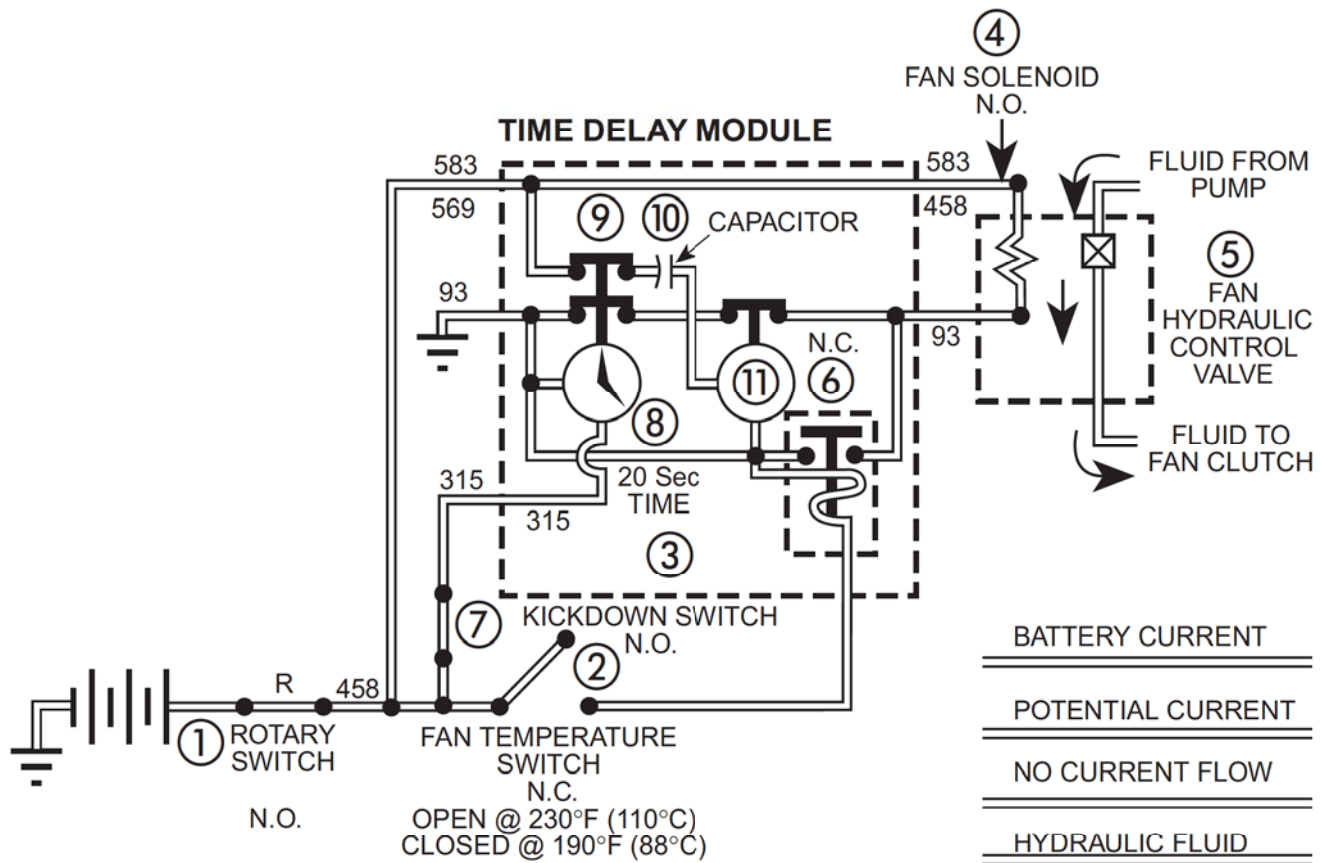 ④
FAN SOLENOID
N.O.
TIME DELAY MODULE
583
569
583
458
FLUID FROM
PUMP
⑨
⑩
CAPACITOR
⑤
FAN
HYDRAULIC
CONTROL
VALVE
93
93
N.C.
⑥
⑪
⑧
20 Sec
TIME
FLUID TO
FAN CLUTCH
315
315
③
KICKDOWN SWITCH
N.O.
⑦
②
R
458
①
ROTARY
SWITCH
N.O.
FAN TEMPERATURE
SWITCH
N.C.
OPEN @ 230°F (110°C)
CLOSED @ 190°F (88°C)
BATTERY CURRENT
POTENTIAL CURRENT
NO CURRENT FLOW
HYDRAULIC FLUID